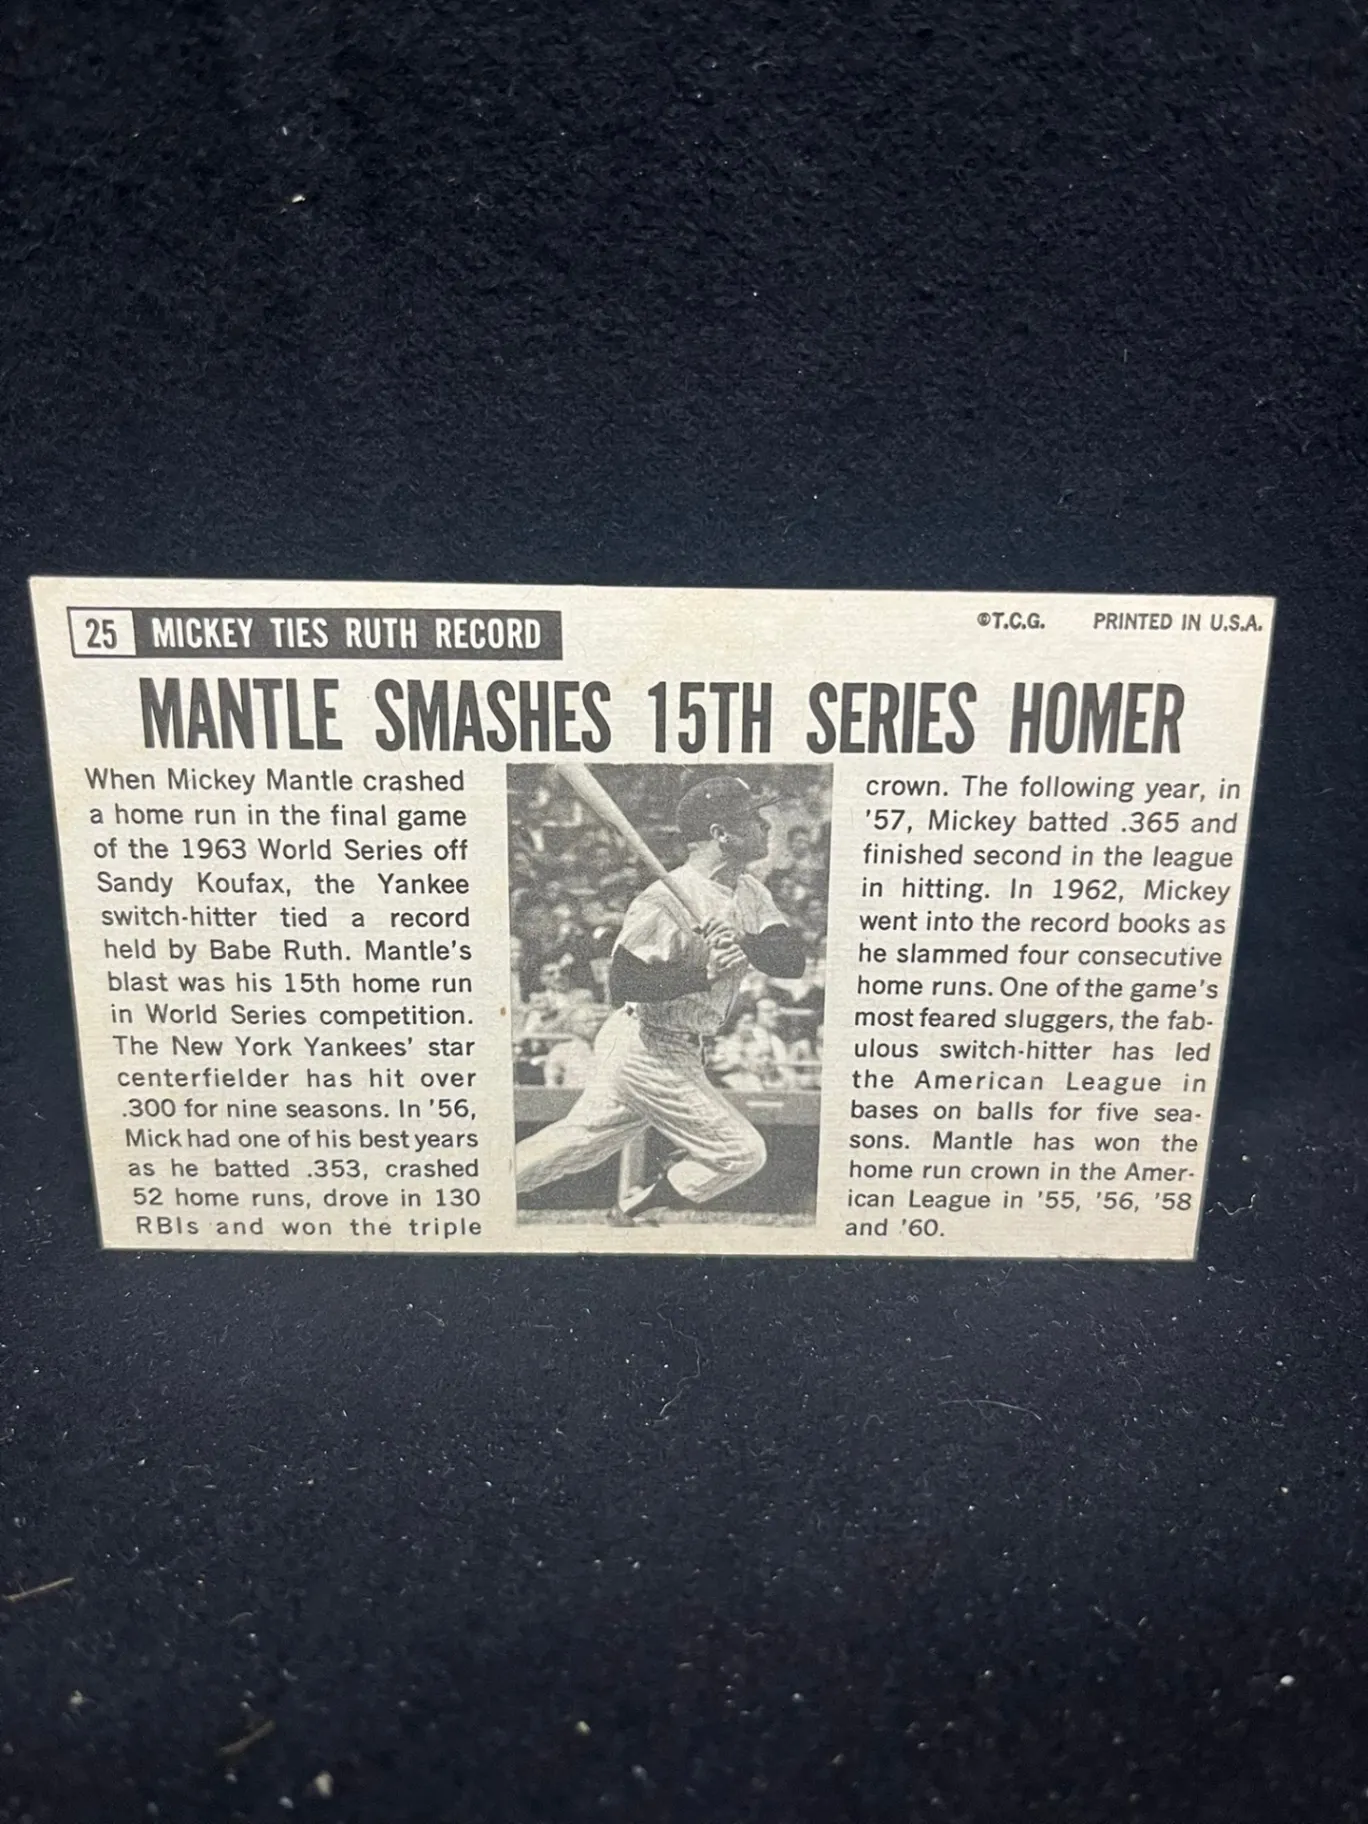 25 MICKEY TIES RUTH RECORD
©T.C.G. PRINTED IN U.S.A.
MANTLE SMASHES 15TH SERIES HOMER
When Mickey Mantle crashed
a home run in the final game
of the 1963 World Series off
Sandy Koufax, the Yankee
switch-hitter tied a record
held by Babe Ruth. Mantle's
blast was his 15th home run
in World Series competition.
The New York Yankees' star
centerfielder has hit over
.300 for nine seasons. In '56,
Mick had one of his best years
as he batted .353, crashed
52 home runs, drove in 130
RBIs and won the triple
crown. The following year, in
'57, Mickey batted .365 and
finished second in the league
in hitting. In 1962, Mickey
went into the record books as
he slammed four consecutive
home runs. One of the game's
most feared sluggers, the fab-
ulous switch-hitter has led
the American League in
bases on balls for five sea-
sons. Mantle has won the
home run crown in the Amer-
ican League in '55, '56, '58
and '60.